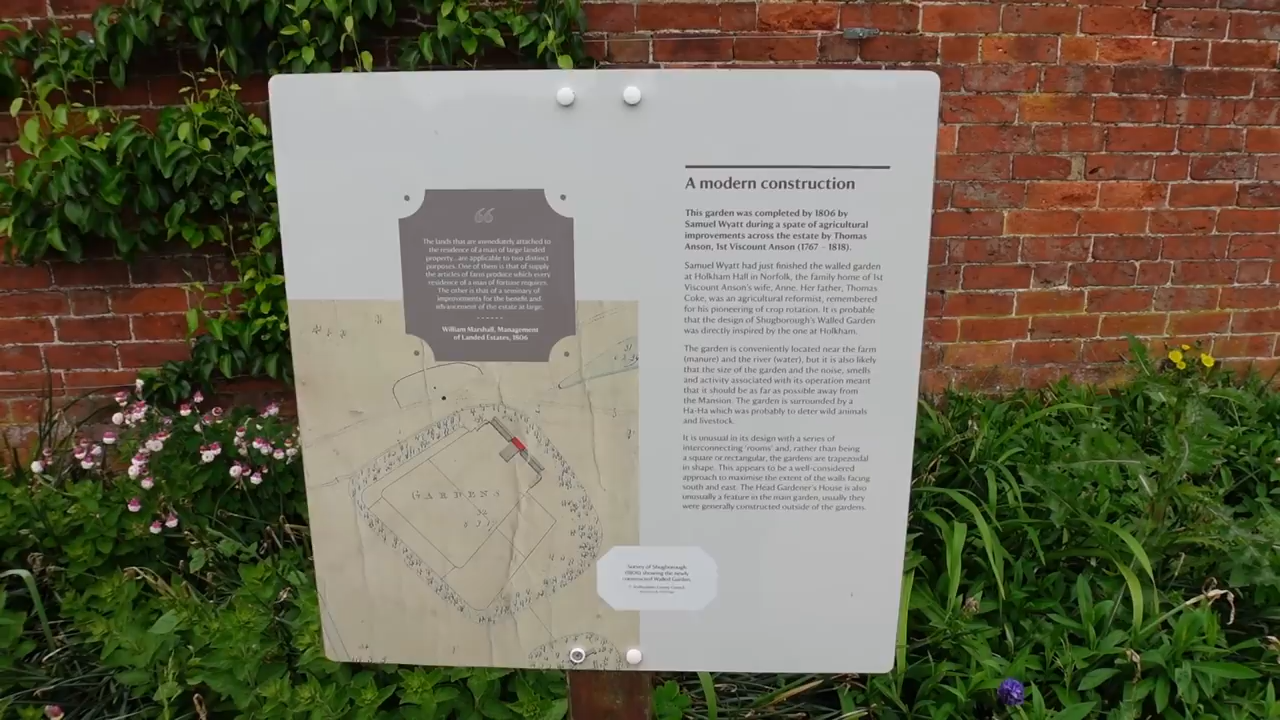 “
The lands that are immediately attached to
the residence of a man of large landed
property...are applicable to two distinct
purposes. One of them is that of supply
the articles of farm produce which every
residence of a man of fortune requires.
The other is that of a seminary of
improvements for the benefit and
advancement of the estate at large.
William Marshall, Management
of Landed Estates, 1806
GARDENS
A modern construction
This garden was completed by 1806 by
Samuel Wyatt during a spate of agricultural
improvements across the estate by Thomas
Anson, 1st Viscount Anson (1767 - 1818).
Samuel Wyatt had just finished the walled garden
at Holkham Hall in Norfolk, the family home of 1st
Viscount Anson's wife, Anne. Her father, Thomas
Coke, was an agricultural reformist, remembered
for his pioneering of crop rotation. It is probable
that the design of Shugborough's Walled Garden
was directly inspired by the one at Holkham.
The garden is conveniently located near the farm
(manure) and the river (water), but it is also likely
that the size of the garden and the noise, smells
and activity associated with its operation meant
that it should be as far as possible away from
the Mansion. The garden is surrounded by a
Ha-Ha which was probably to deter wild animals
and livestock.
It is unusual in its design with a series of
interconnecting 'rooms' and, rather than being
a square or rectangular, the gardens are trapezoidal
in shape. This appears to be a well-considered
approach to maximise the extent of the walls facing
south and east. The Head Gardener's House is also
unusually a feature in the main garden, usually they
were generally constructed outside of the gardens.
Survey of Shugborough
(1806) showing the newly
constructed Walled Garden.